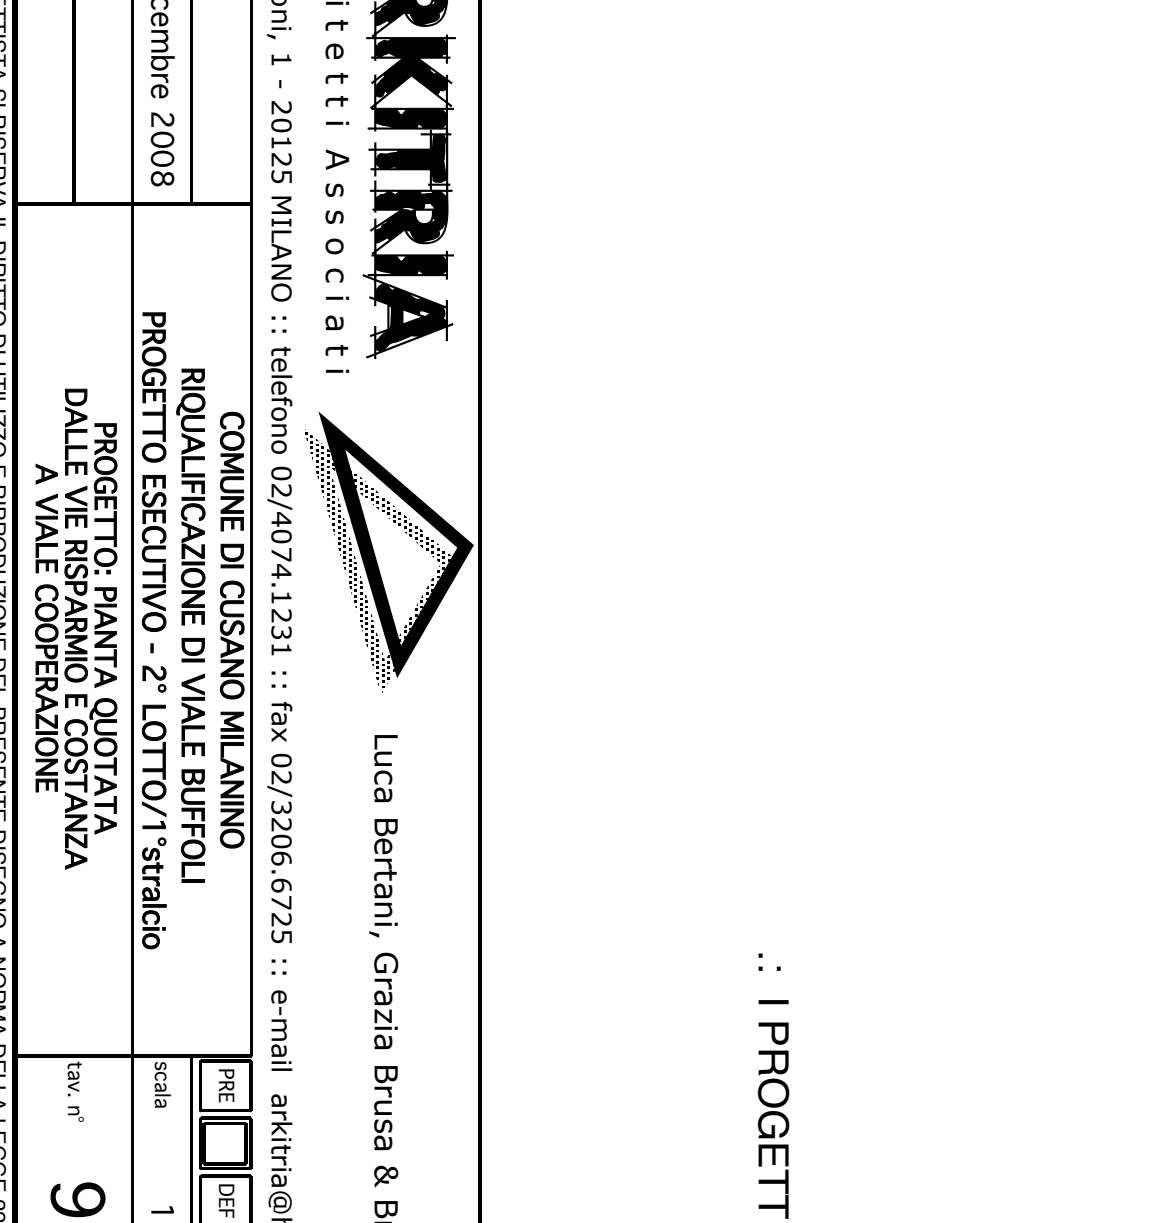 .: I PROGETT
ARKITRIA
itetti Associati
Luca Bertani, Grazia Brusa &
oni, 1 - 20125 MILANO :: telefono 02/4074.1231 :: fax 02/3206.6725 :: e-mail arkitria@
COMUNE DI CUSANO MILANINO
RIQUALIFICAZIONE DI VIALE BUFFOLI
PROGETTO ESECUTIVO - 2° LOTTO/1°stralcio
cembre 2008
PROGETTO: PIANTA QUOTATA
DALLE VIE RISPARMIO E COSTANZA
A VIALE COOPERAZIONE
PRE
DEF
scala 1
tav. n° 9